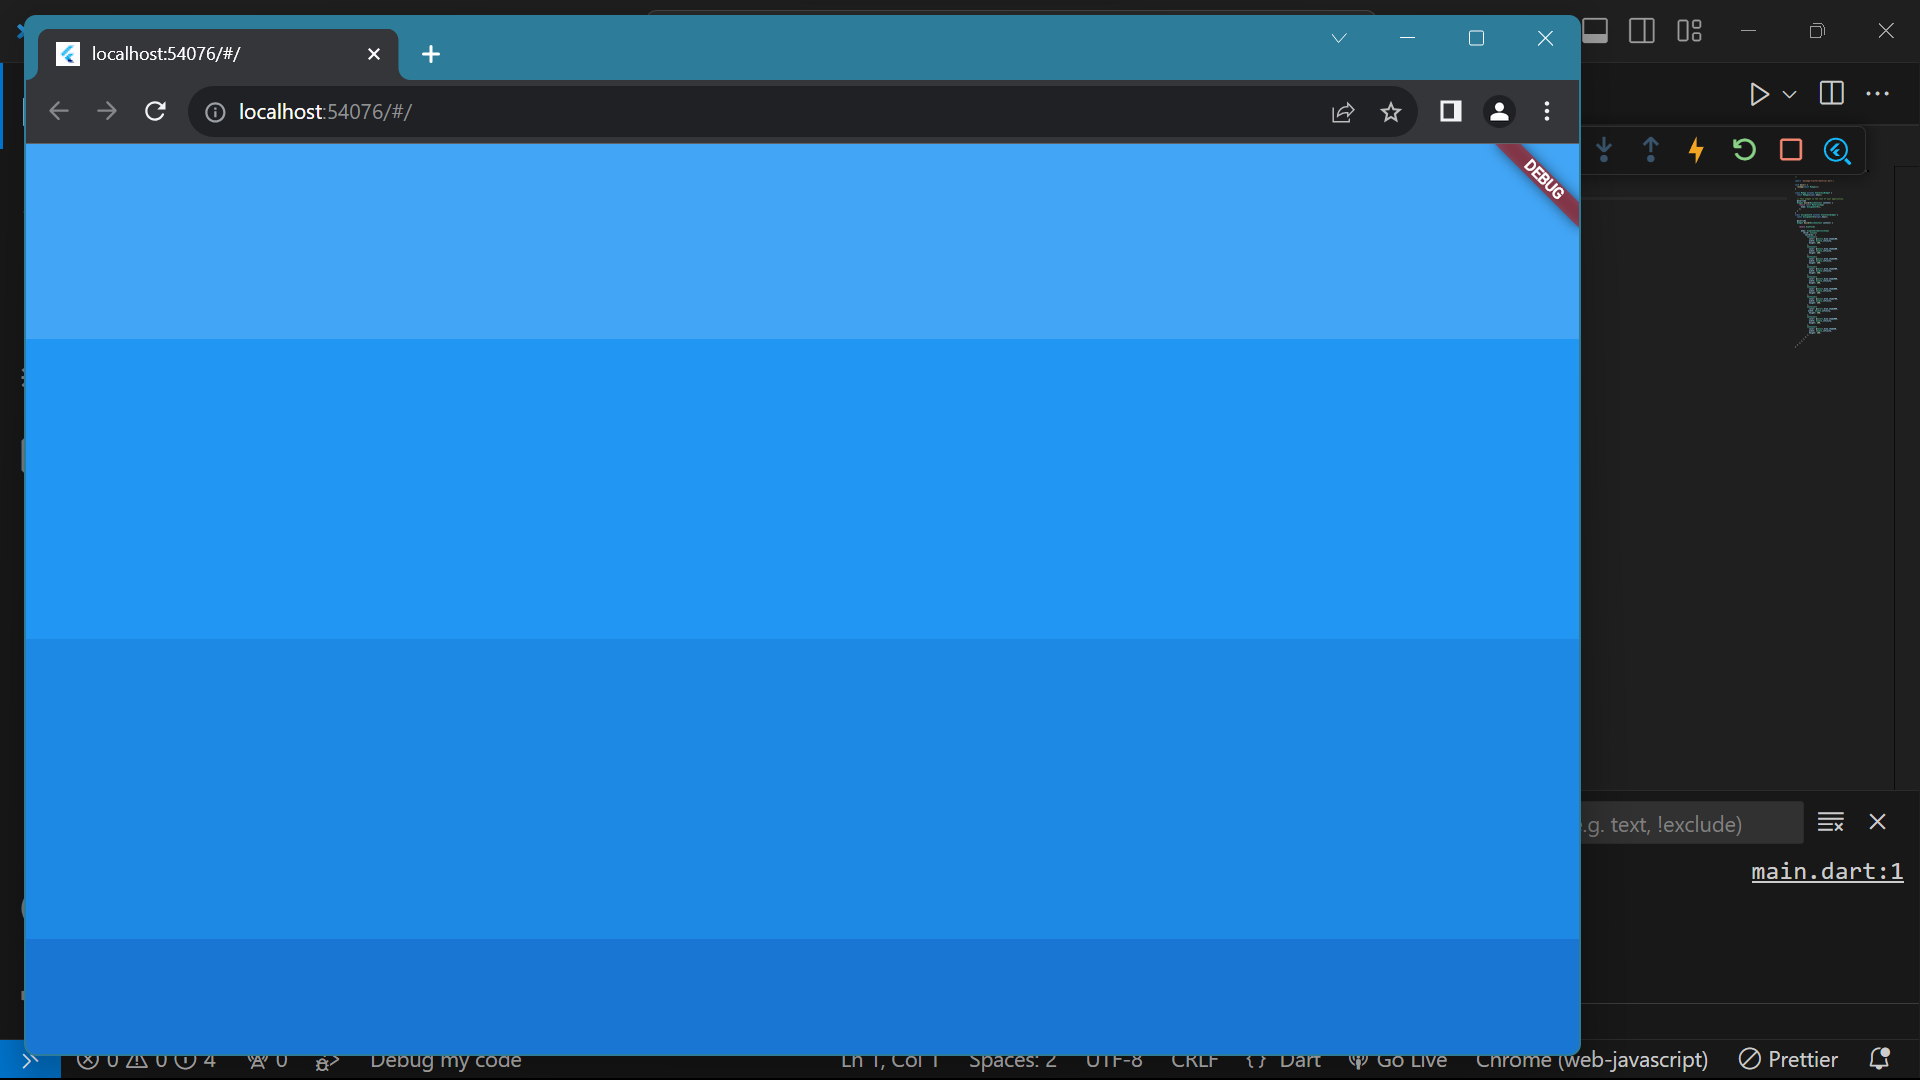 localhost:54076/#/
localhost:54076/#/
DEBUG
.g. text, !exclude)
main.dart:1
0 0 4 0 Debug my code Ln 1, Col 1 Spaces: 2 UTF-8 CRLF {} Dart Go Live Chrome (web-javascript) Prettier